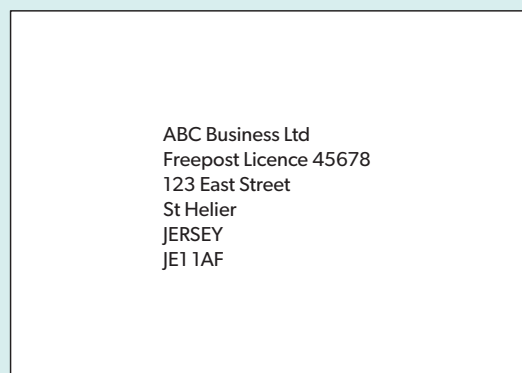 ABC Business Ltd
Freepost Licence 45678
123 East Street
St Helier
JERSEY
JE1 1AF